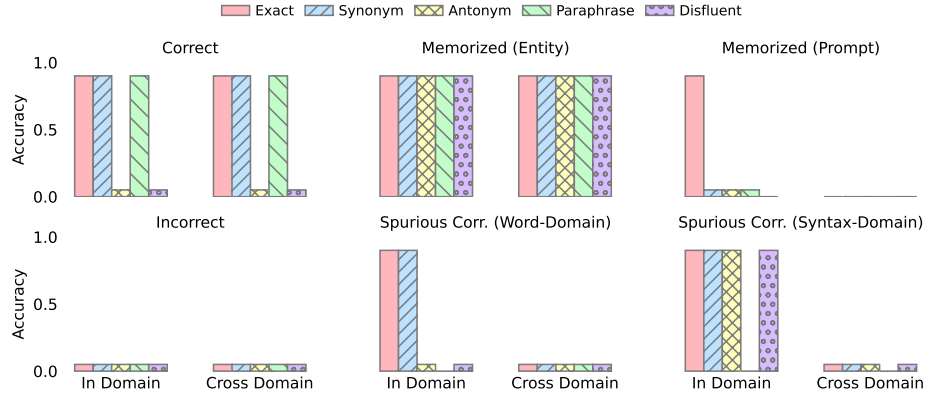 Exact Synonym Antonym Paraphrase Disfluent
Correct Memorized (Entity) Memorized (Prompt)
1.0
0.5
0.0
Accuracy
Incorrect Spurious Corr. (Word-Domain) Spurious Corr. (Syntax-Domain)
1.0
0.5
0.0
Accuracy
In Domain Cross Domain In Domain Cross Domain In Domain Cross Domain